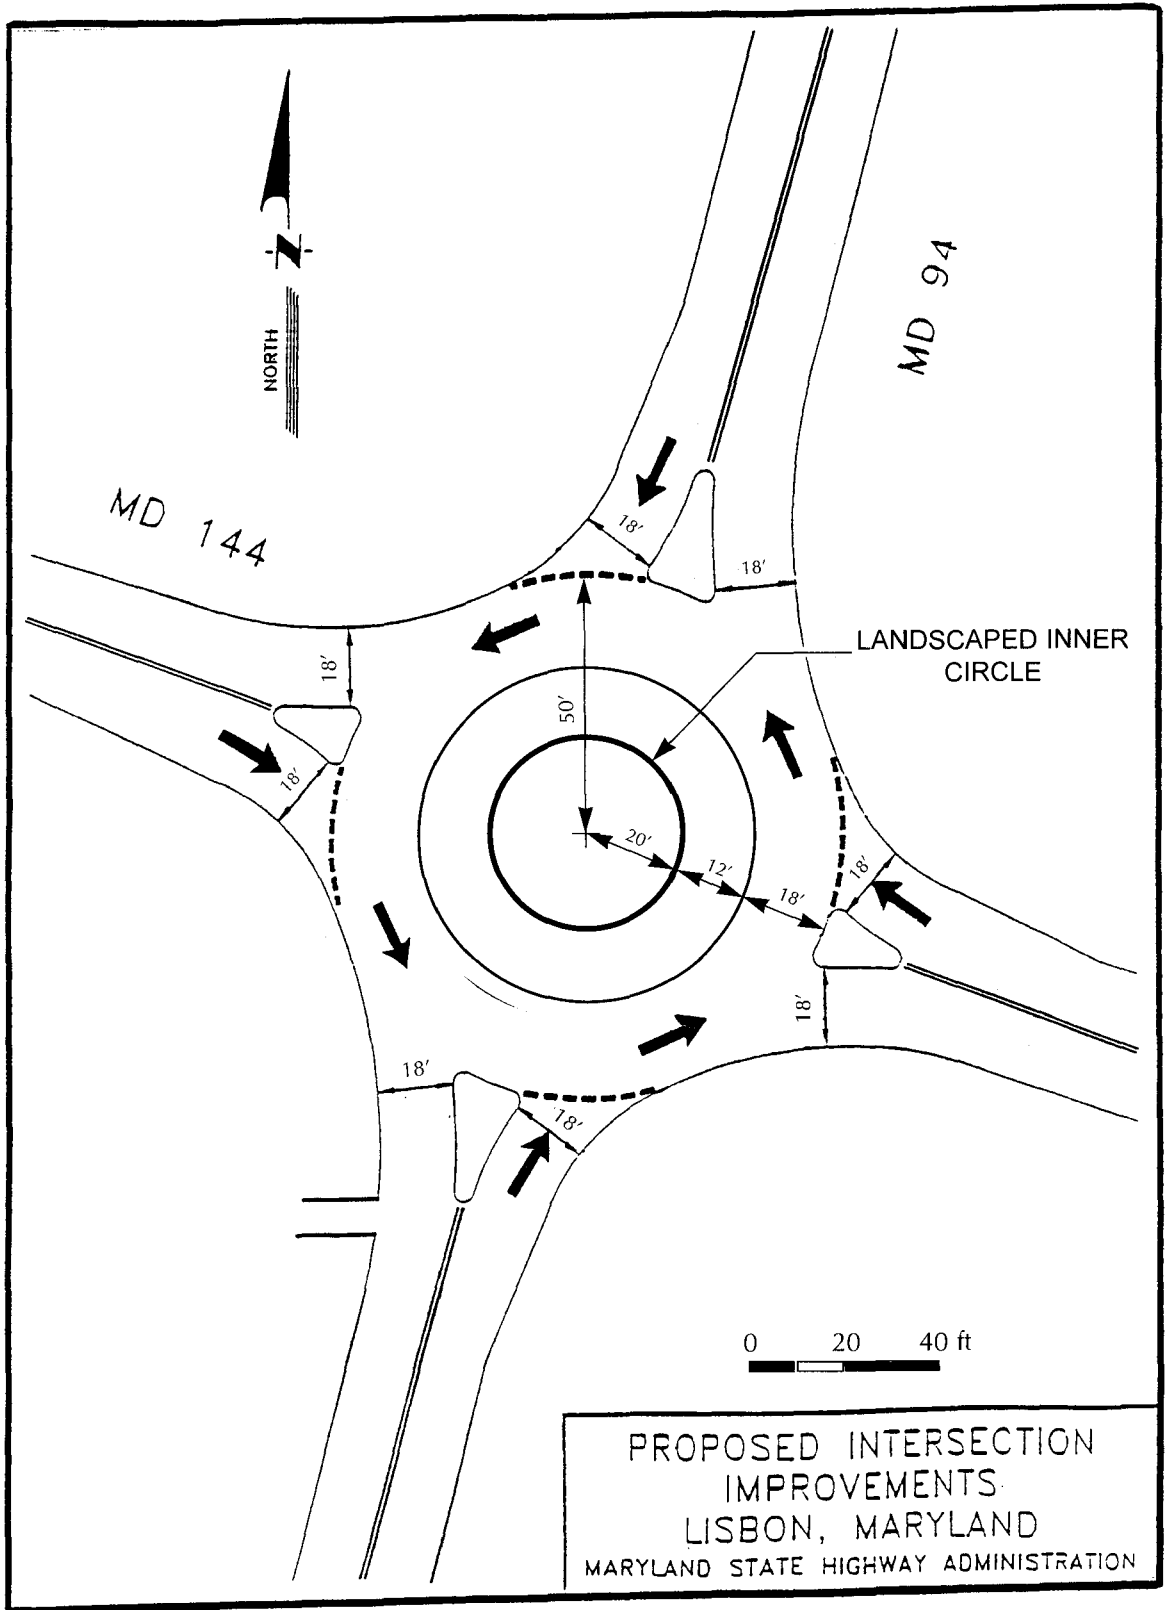 N
NORTH
MD 94
MD 144
18'
18'
LANDSCAPED INNER
CIRCLE
18'
50'
18'
20'
12'
18'
18'
18'
18'
18'
0 20 40 ft
PROPOSED INTERSECTION
IMPROVEMENTS
LISBON, MARYLAND
MARYLAND STATE HIGHWAY ADMINISTRATION